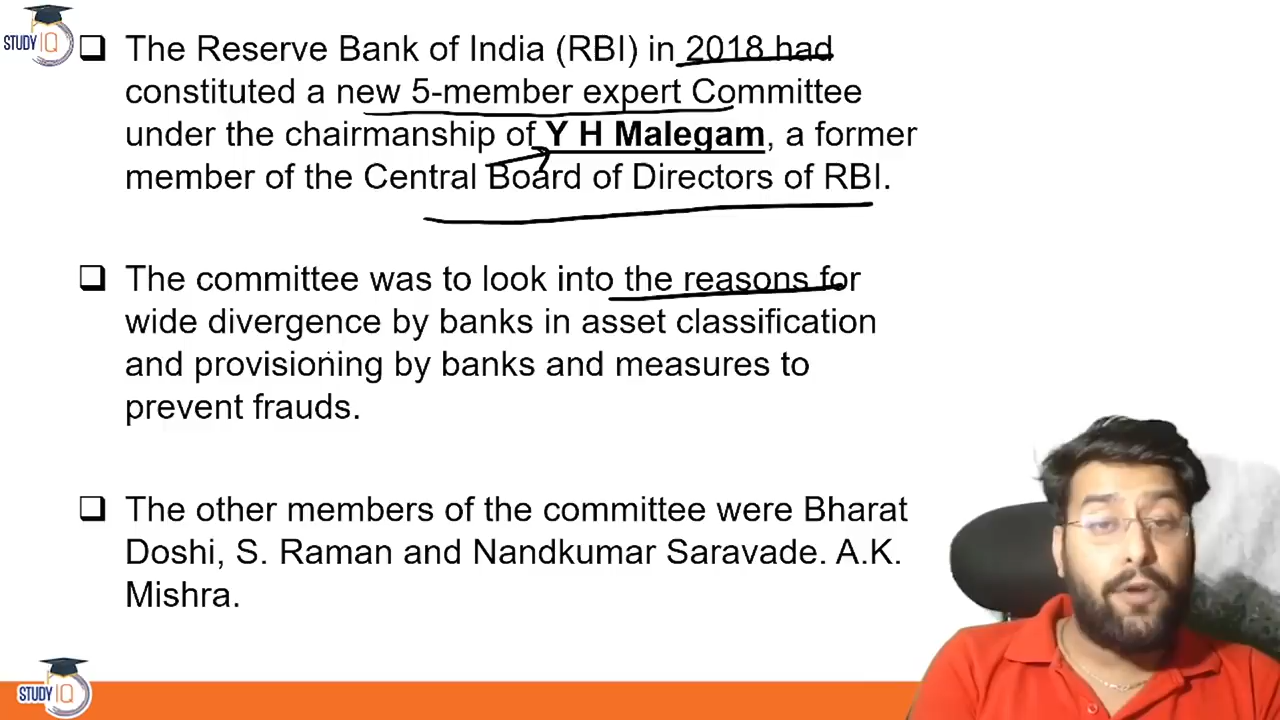 STUDY IQ
The Reserve Bank of India (RBI) in 2018 had
constituted a new 5-member expert Committee
under the chairmanship of Y H Malegam, a former
member of the Central Board of Directors of RBI.
The committee was to look into the reasons for
wide divergence by banks in asset classification
and provisioning by banks and measures to
prevent frauds.
The other members of the committee were Bharat
Doshi, S. Raman and Nandkumar Saravade. A.K.
Mishra.
STUDY IQ